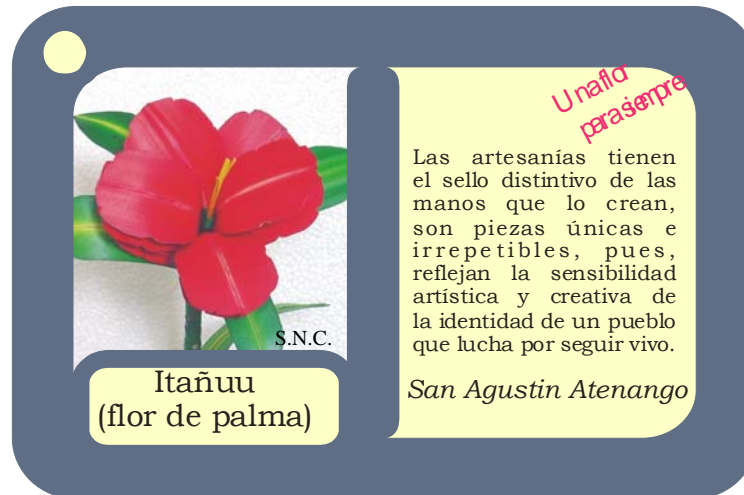 S.N.C.
Itañuu
(flor de palma)
Una flor
para siempre
Las artesanías tienen
el sello distintivo de las
manos que lo crean,
son piezas únicas e
irrepetibles, pues,
reflejan la sensibilidad
artística y creativa de
la identidad de un pueblo
que lucha por seguir vivo.
San Agustin Atenango